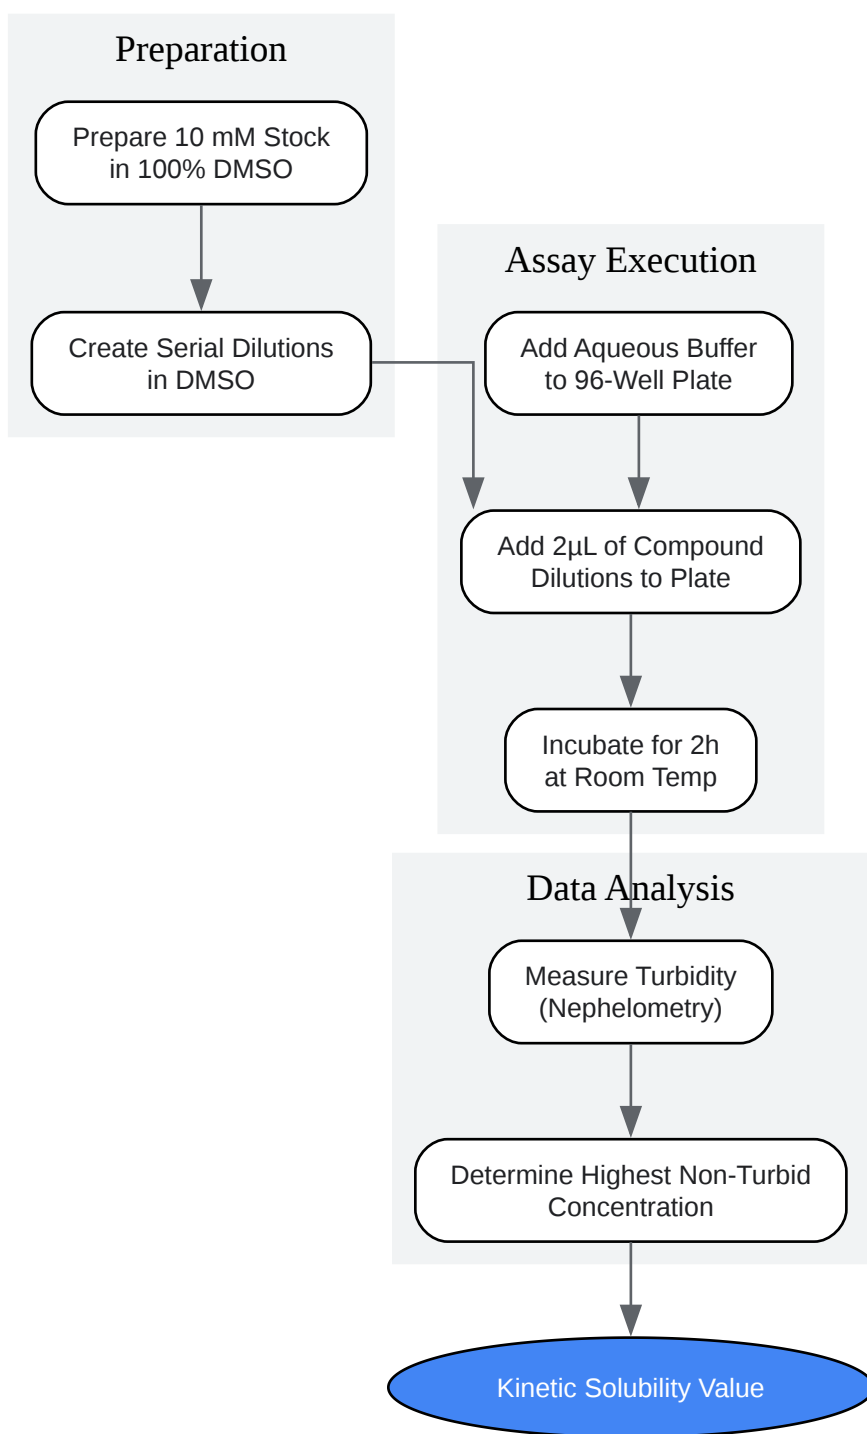 Preparation
Prepare 10 mM Stock
in 100% DMSO
Create Serial Dilutions
in DMSO
Assay Execution
Add Aqueous Buffer
to 96-Well Plate
Add 2µL of Compound
Dilutions to Plate
Incubate for 2h
at Room Temp
Data Analysis
Measure Turbidity
(Nephelometry)
Determine Highest Non-Turbid
Concentration
Kinetic Solubility Value